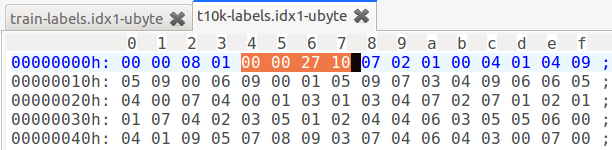 train-labels.idx1-ubyte t10k-labels.idx1-ubyte
0 1 2 3 4 5 6 7 8 9 a b c d e f
00000000h: 00 00 08 01 00 00 27 10 07 02 01 00 04 01 04 09 ;
00000010h: 05 09 00 06 09 00 01 05 09 07 03 04 09 06 06 05 ;
00000020h: 04 00 07 04 00 01 03 01 03 04 07 02 07 01 02 01 ;
00000030h: 01 07 04 02 03 05 01 02 04 04 06 03 05 05 06 00 ;
00000040h: 04 01 09 05 07 08 09 03 07 04 06 04 03 00 07 00 ;